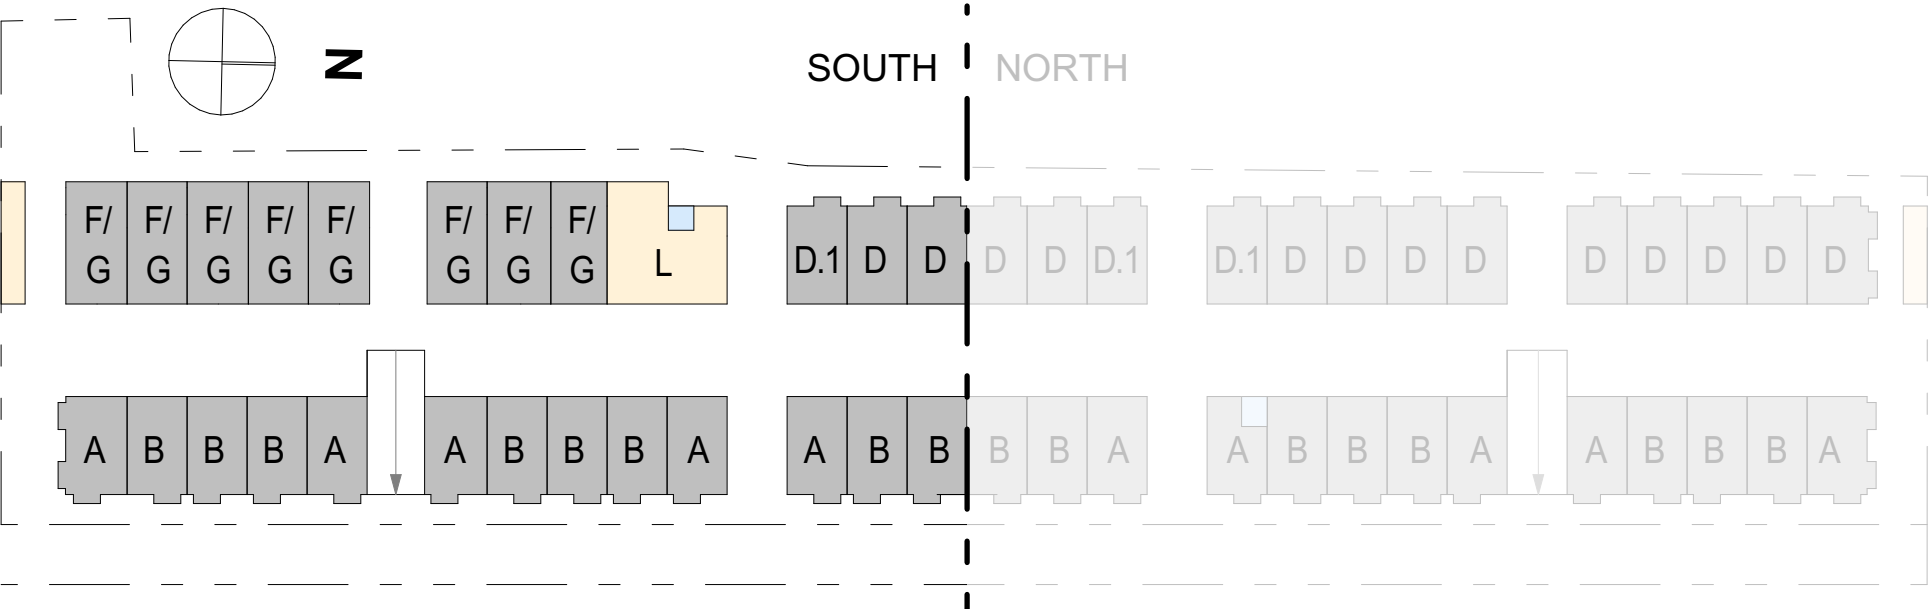 N
SOUTH NORTH
F/ F/ F/ F/ F/ F/ F/ F/
G G G G G G G G L D.1 D D D D D.1 D.1 D D D D D D D D D
A B B B A A B B B A A B B B B A A B B B A A B B B A